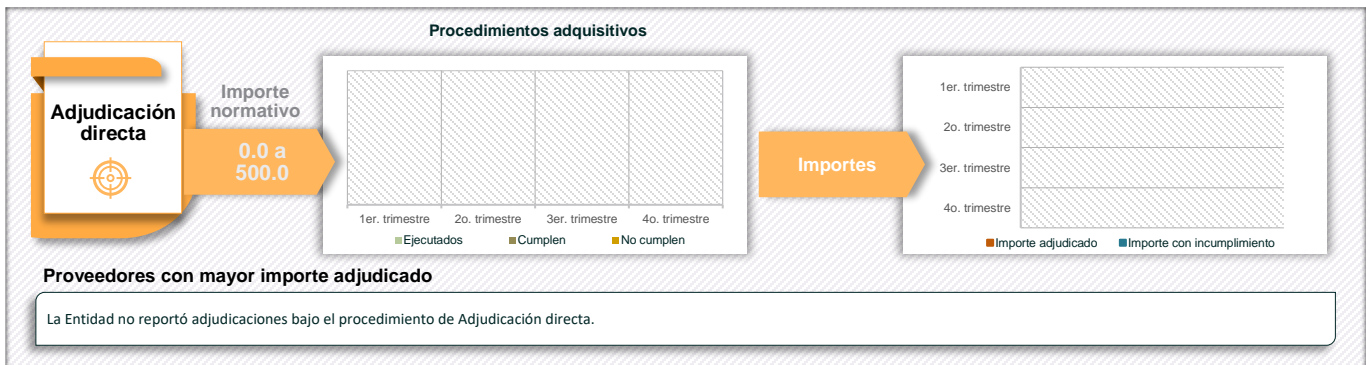 Procedimientos adquisitivos
Adjudicación
directa
Importe
normativo
0.0 a
500.0
1er. trimestre 2o. trimestre 3er. trimestre 4o. trimestre
Ejecutados Cumplen No cumplen
Importes
1er. trimestre
2o. trimestre
3er. trimestre
4o. trimestre
Importe adjudicado Importe con incumplimiento
Proveedores con mayor importe adjudicado
La Entidad no reportó adjudicaciones bajo el procedimiento de Adjudicación directa.